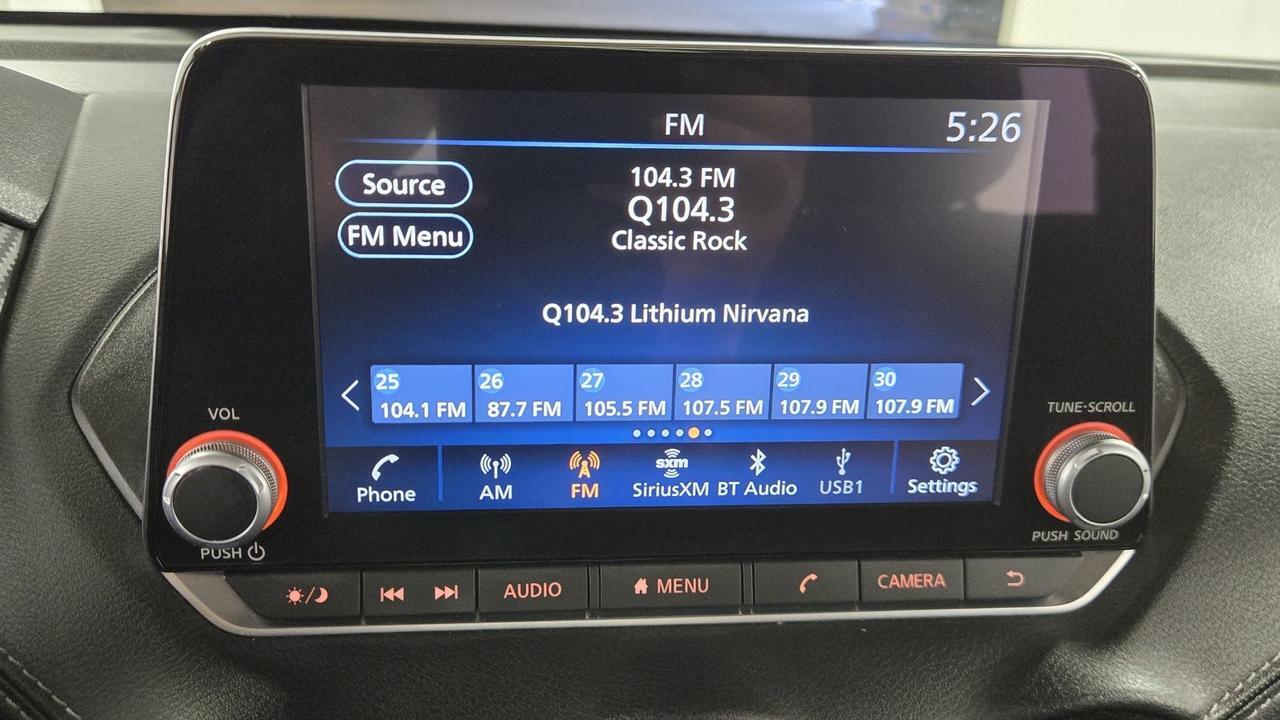 FM
5:26
Source
104.3 FM
Q104.3
FM Menu
Classic Rock
Q104.3 Lithium Nirvana
25 26 27 28 29 30
104.1 FM 87.7 FM 105.5 FM 107.5 FM 107.9 FM 107.9 FM
VOL
TUNE·SCROLL
sxm
Phone AM FM SiriusXM BT Audio USB1 Settings
PUSH
PUSH SOUND
AUDIO MENU CAMERA